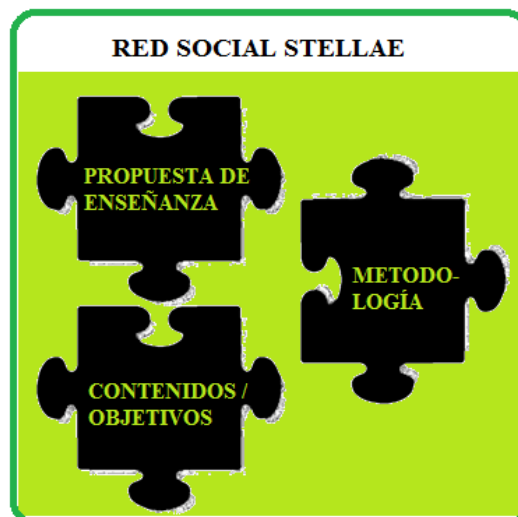 RED SOCIAL STELLAE
PROPUESTA DE
ENSEÑANZA
METODO-
LOGÍA
CONTENIDOS /
OBJETIVOS